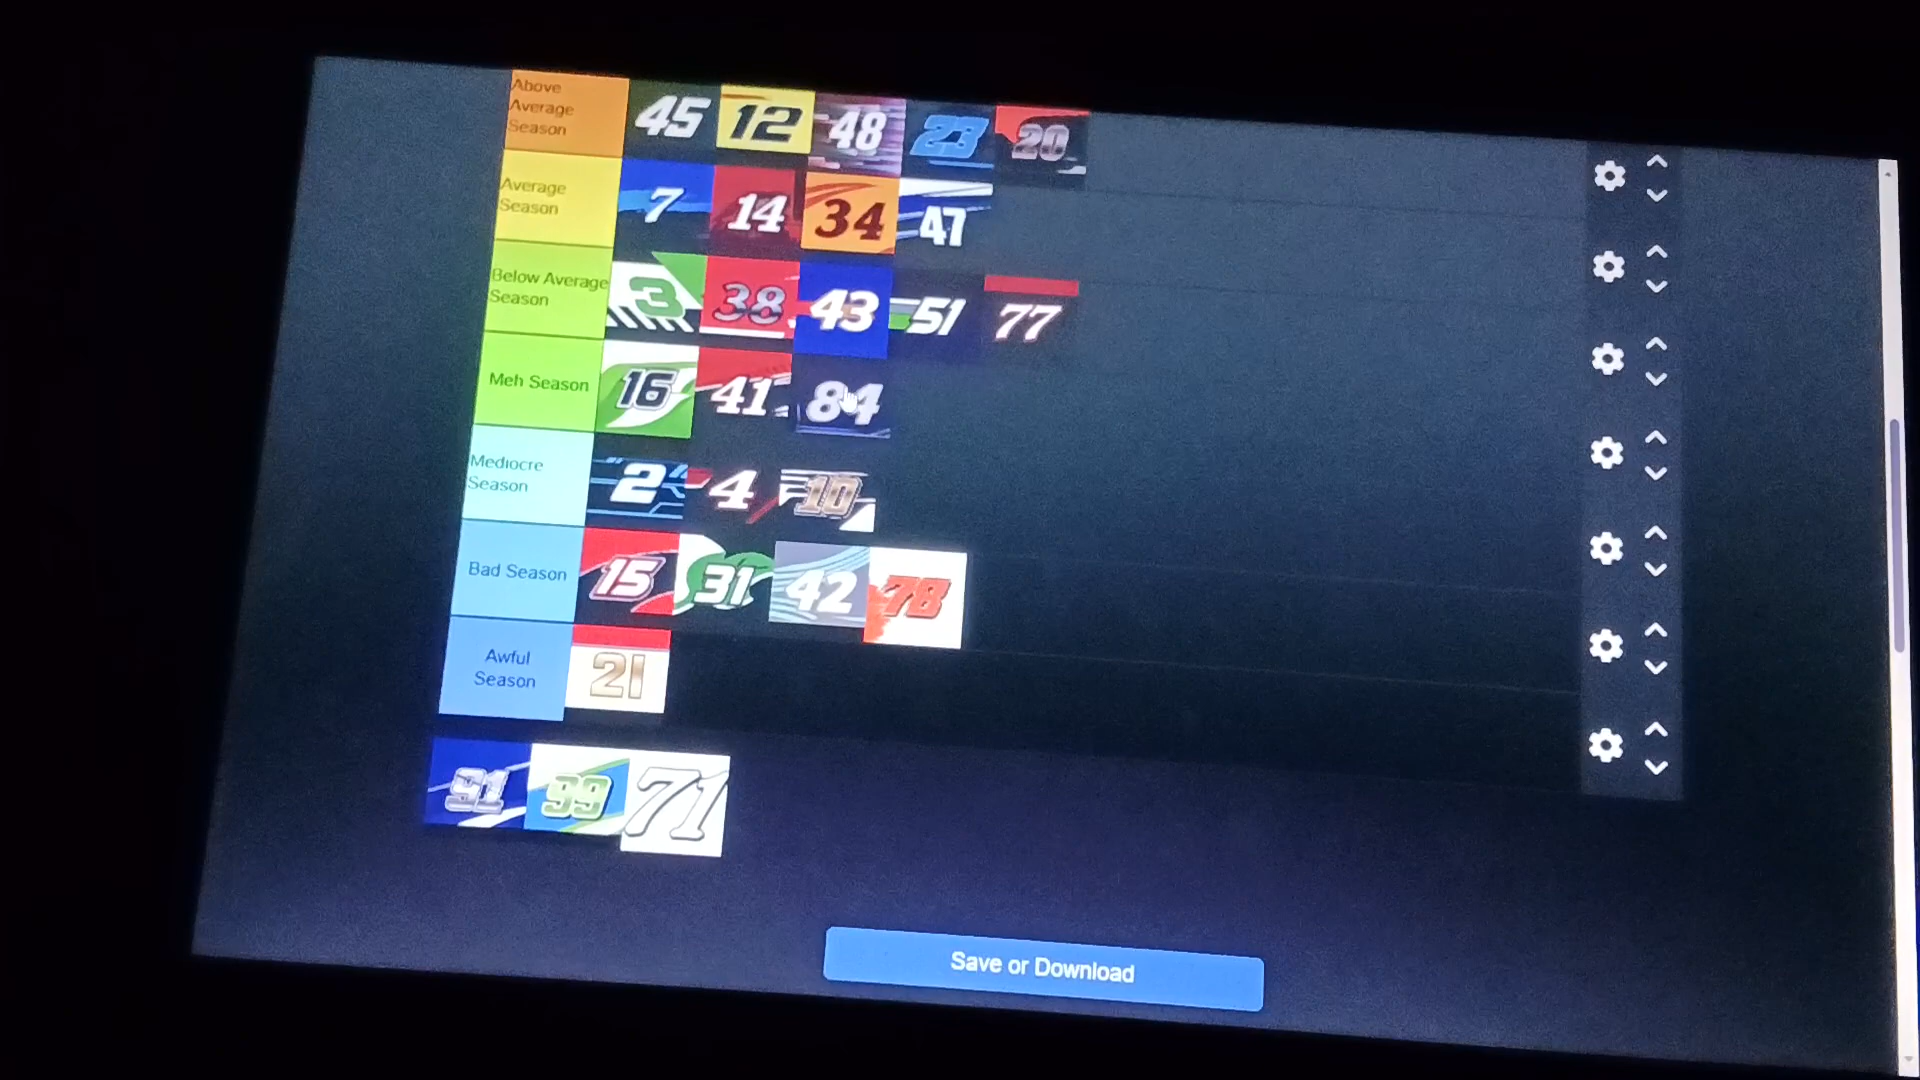 Above
Average
Season
45 12 48 23 20
Average
Season
7 14 34 47
Below Average
Season
3 38 43 51 77
Meh Season
16 41 84
Mediocre
Season
2 4 10
Bad Season
15 31 42 78
Awful
Season
21
91 99 71
Save or Download